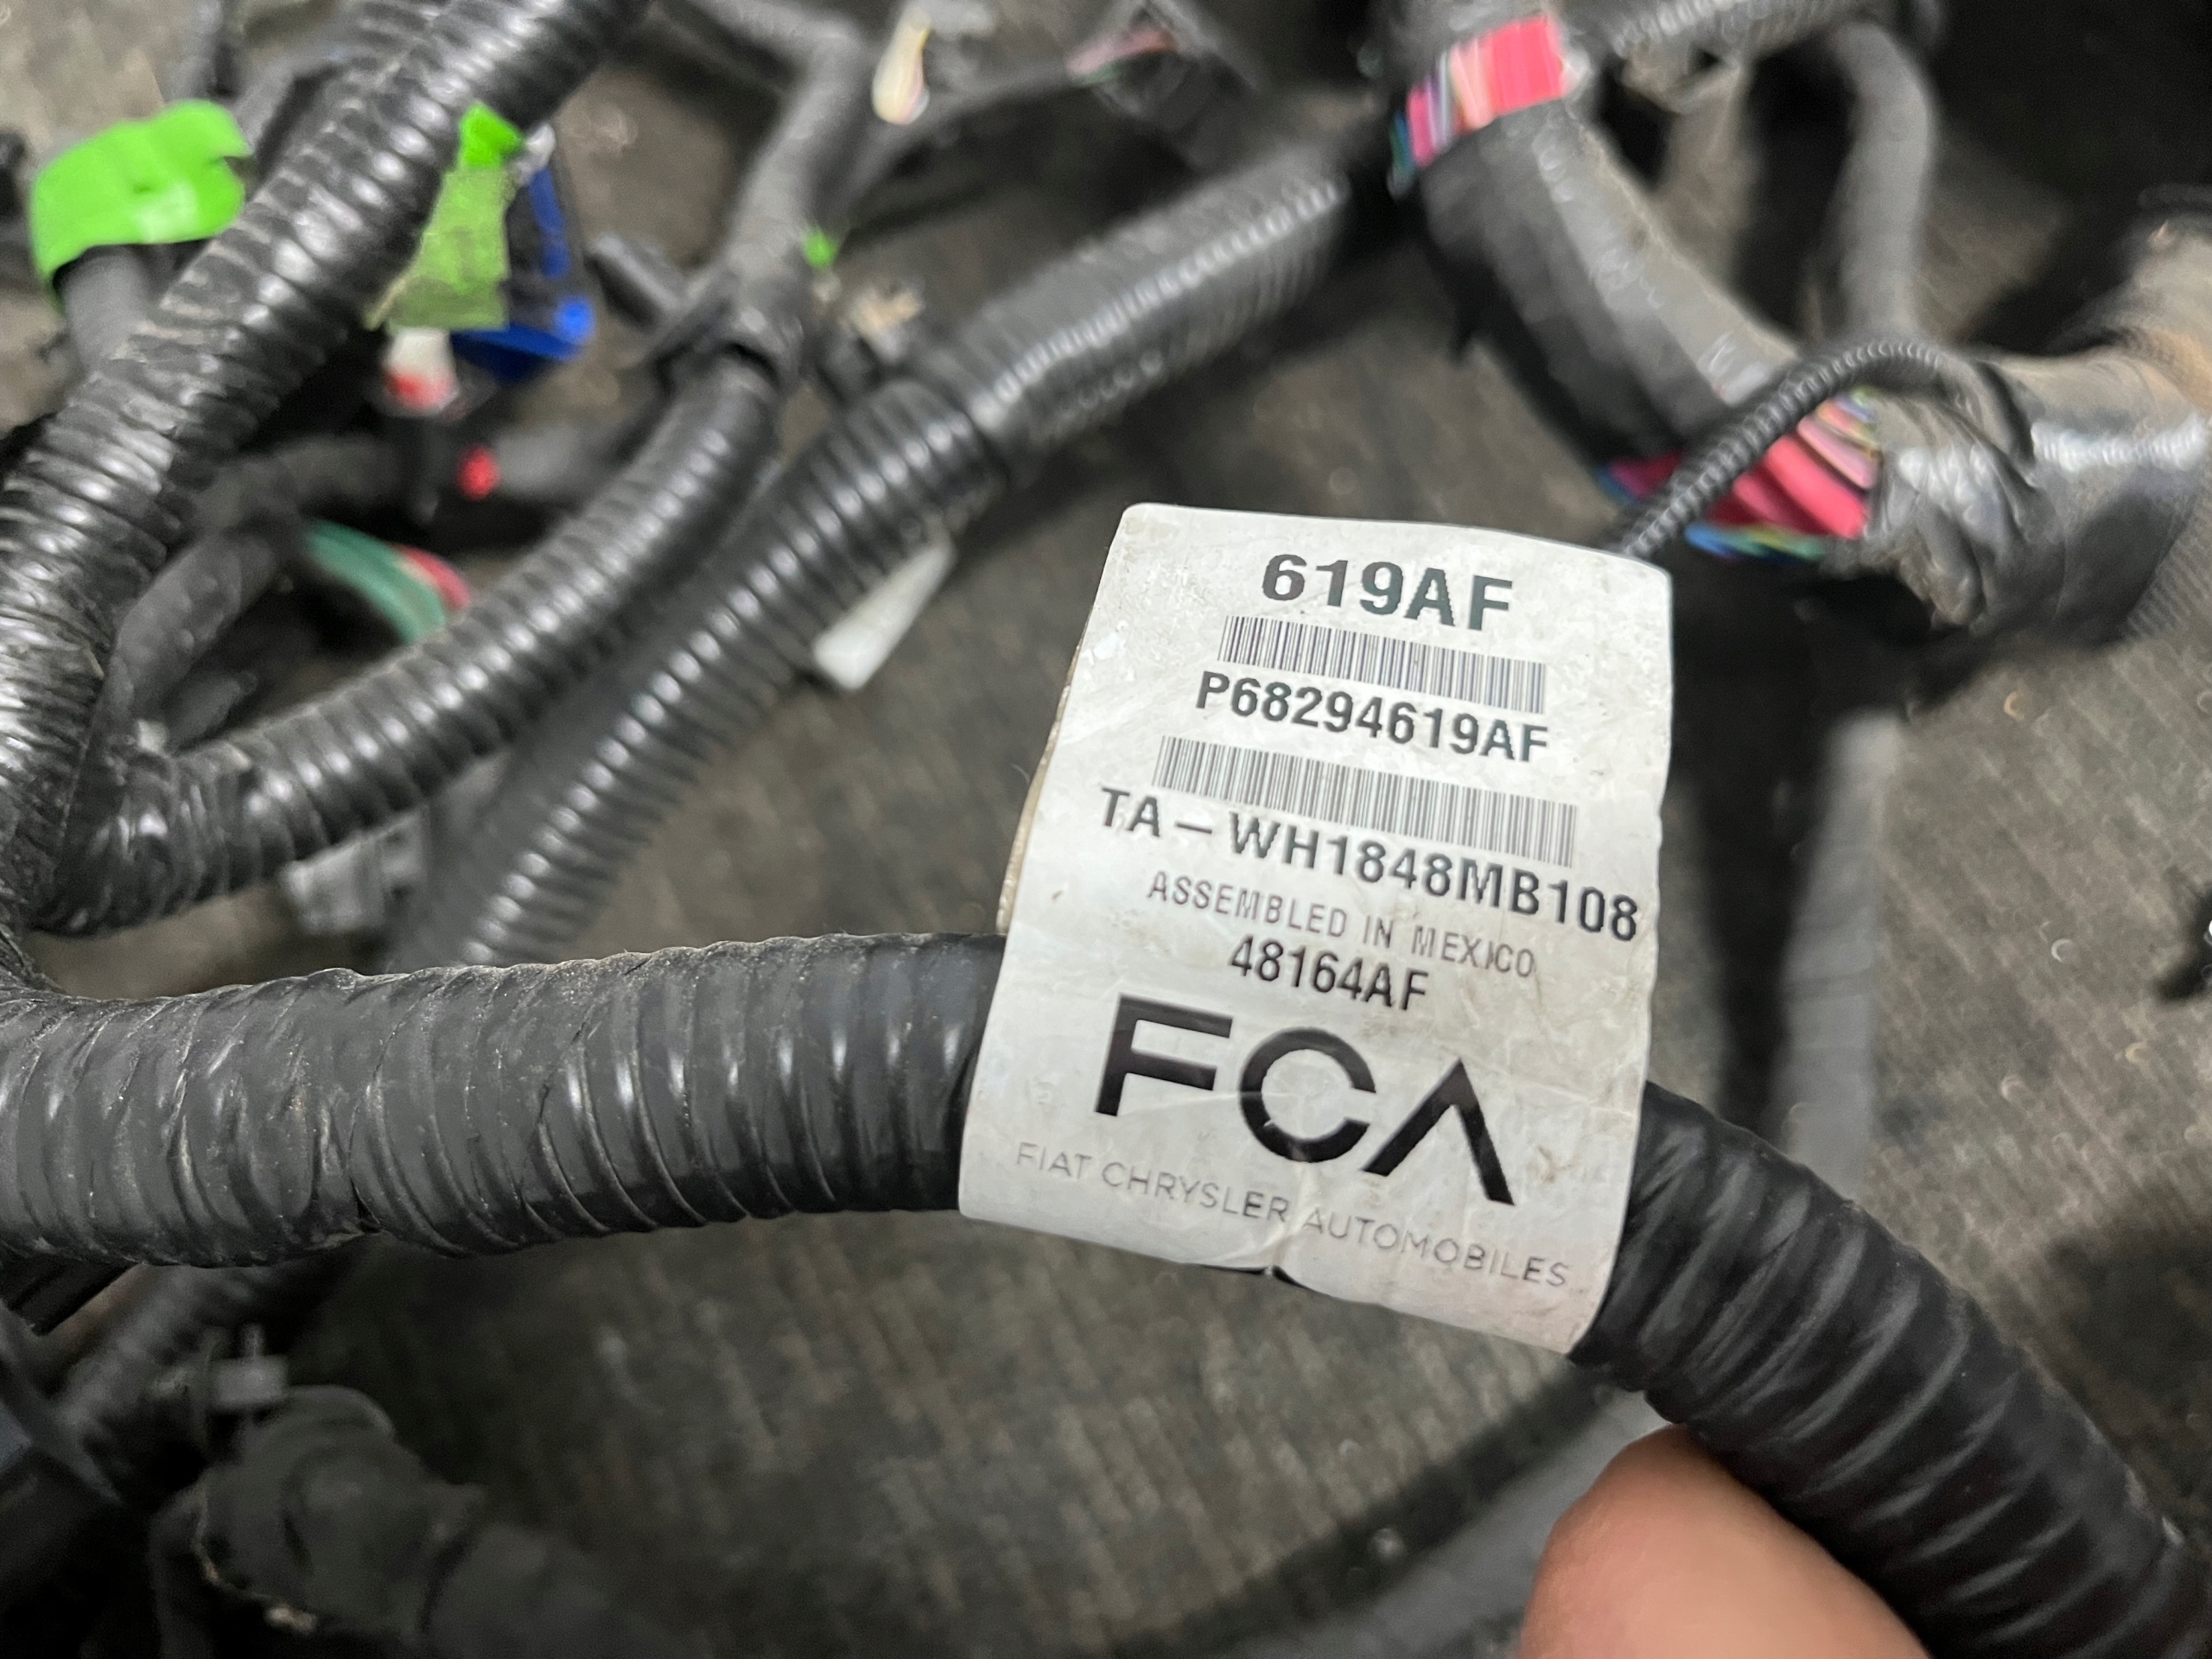 619AF
P68294619AF
TA-WH1848MB108
ASSEMBLED IN MEXICO
48164AF
FCA
FIAT CHRYSLER AUTOMOBILES